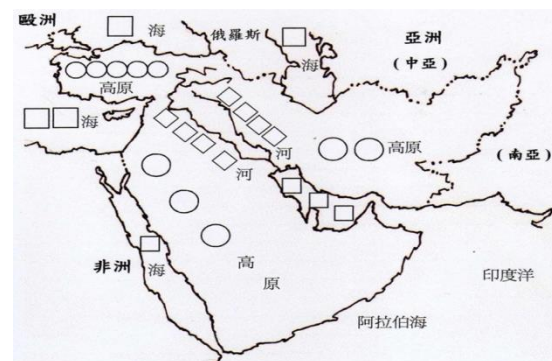 歐洲
海
俄羅斯
亞洲
(中亞)
海
高原
海
河
高原
(南亞)
河
非洲
海
高
原
印度洋
阿拉伯海